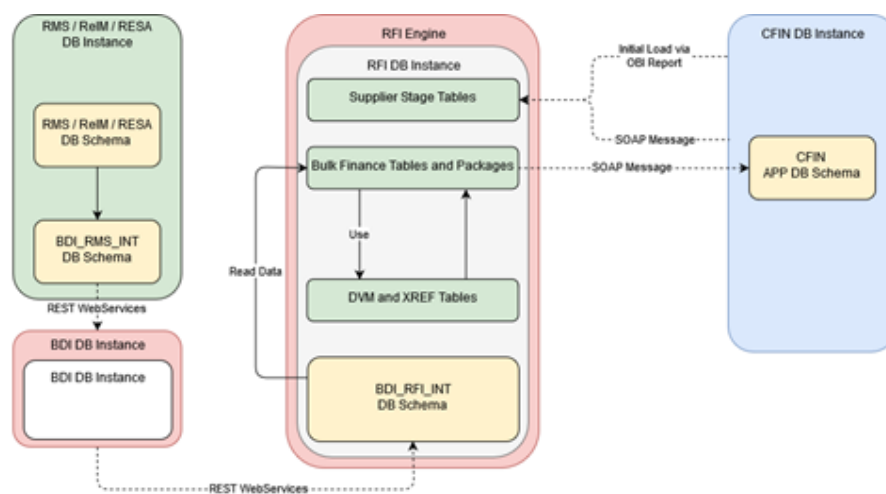 RMS / ReIM / RESA
DB Instance
RMS / ReIM / RESA
DB Schema
BDI_RMS_INT
DB Schema
REST WebServices
BDI DB Instance
BDI DB Instance
REST WebServices
RFI Engine
RFI DB Instance
Supplier Stage Tables
Bulk Finance Tables and Packages
Use
Read Data
DVM and XREF Tables
BDI_RFI_INT
DB Schema
Initial Load via
OBI Report
SOAP Message
SOAP Message
CFIN DB Instance
CFIN
APP DB Schema